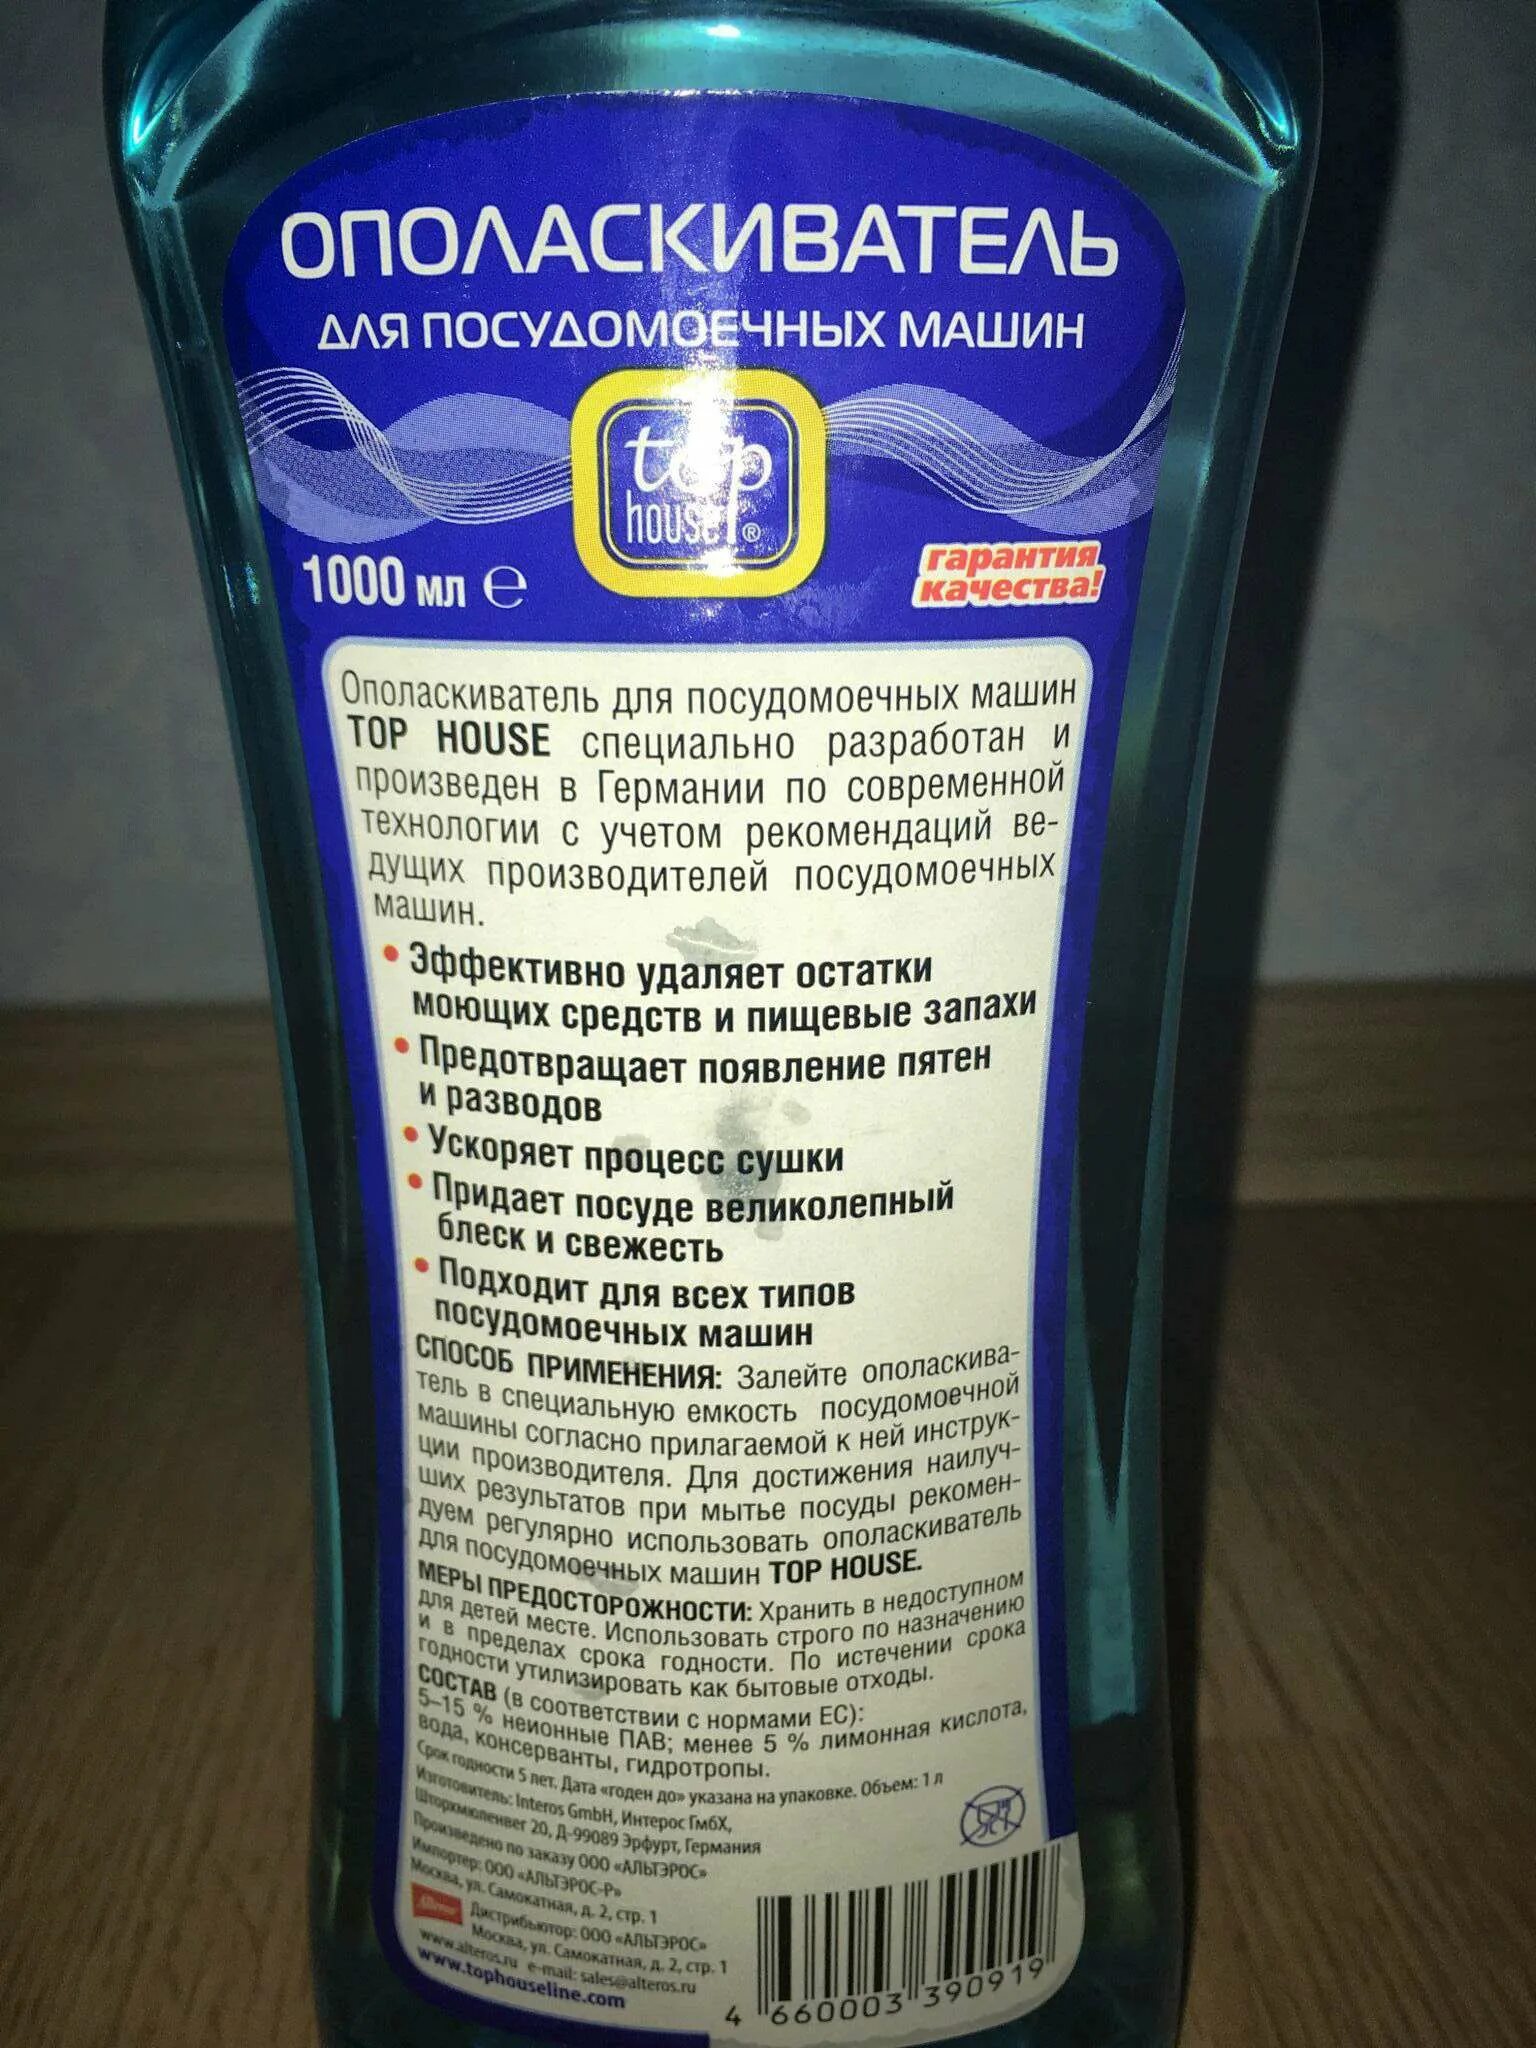 ОПОЛАСКИВАТЕЛЬ
ДЛЯ ПОСУДОМОЕЧНЫХ МАШИН
top
house®
1000 мл ℮
гарантия
качества!
Ополаскиватель для посудомоечных машин
TOP HOUSE специально разработан и
произведен в Германии по современной
технологии с учетом рекомендаций ве-
дущих производителей посудомоечных
машин.
• Эффективно удаляет остатки
моющих средств и пищевые запахи
• Предотвращает появление пятен
и разводов
• Ускоряет процесс сушки
• Придает посуде великолепный
блеск и свежесть
• Подходит для всех типов
посудомоечных машин
СПОСОБ ПРИМЕНЕНИЯ: Залейте ополаскива-
тель в специальную емкость посудомоечной
машины согласно прилагаемой к ней инструк-
ции производителя. Для достижения наилуч-
ших результатов при мытье посуды рекомен-
дуем регулярно использовать ополаскиватель
для посудомоечных машин TOP HOUSE.
МЕРЫ ПРЕДОСТОРОЖНОСТИ: Хранить в недоступном
для детей месте. Использовать строго по назначению
и в пределах срока годности. По истечении срока
годности утилизировать как бытовые отходы.
СОСТАВ (в соответствии с нормами ЕС):
5–15 % неионные ПАВ; менее 5 % лимонная кислота,
вода, консерванты, гидротропы.
Срок годности 5 лет. Дата «годен до» указана на упаковке. Объем: 1 л
Изготовитель: Interos GmbH, Интерос ГмбХ,
Шторкмюленвег 20, Д-99089 Эрфурт, Германия
Произведено по заказу ООО «АЛЬТЭРОС»
Импортер: ООО «АЛЬТЭРОС-Р»
Москва, ул. Самокатная, д. 2, стр. 1
Alteros
Дистрибьютор: ООО «АЛЬТЭРОС»
Москва, ул. Самокатная, д. 2, стр. 1
www.alteros.ru e-mail: sales@alteros.ru
www.tophouseline.com
4 660003 390919